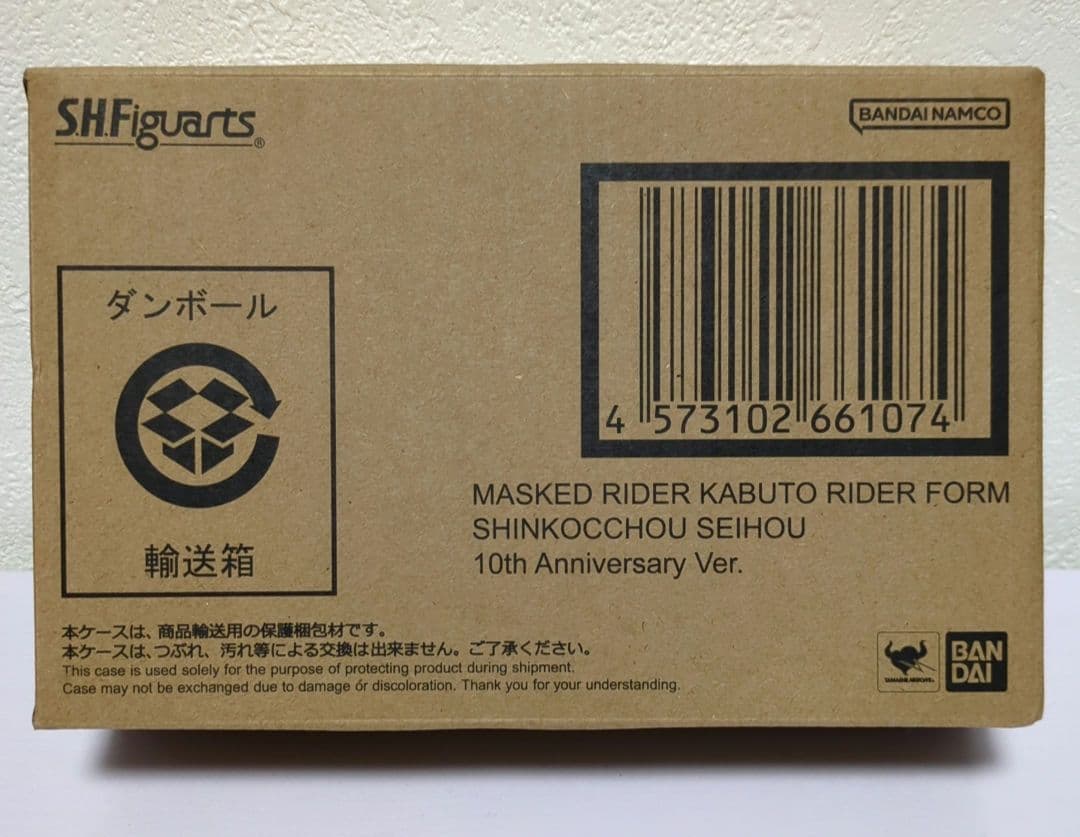 S.H.Figuarts®
BANDAI NAMCO
ダンボール
輸送箱
4 573102 661074
MASKED RIDER KABUTO RIDER FORM
SHINKOCCHOU SEIHOU
10th Anniversary Ver.
本ケースは、商品輸送用の保護梱包材です。
本ケースは、つぶれ、汚れ等による交換は出来ません。ご了承ください。
This case is used solely for the purpose of protecting product during shipment.
Case may not be exchanged due to damage or discoloration. Thank you for your understanding.
BAN
DAI